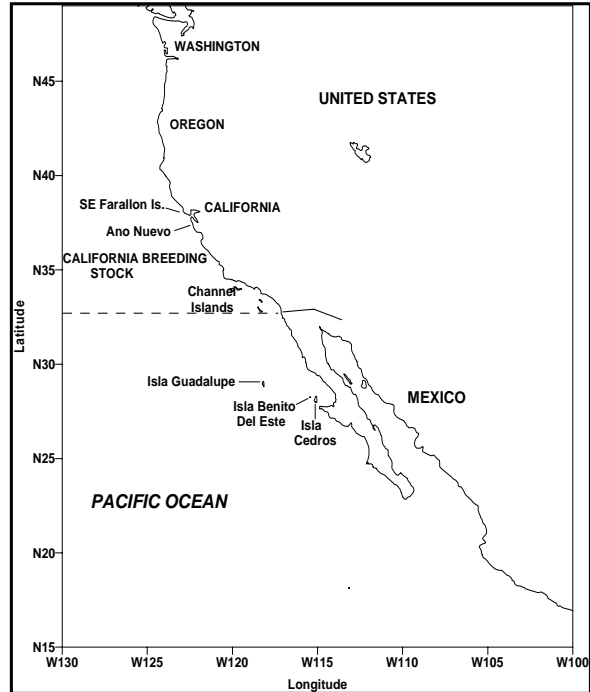 WASHINGTON
N45
UNITED STATES
OREGON
N40
SE Farallon Is.
CALIFORNIA
Ano Nuevo
CALIFORNIA BREEDING
STOCK
N35
Channel
Islands
Latitude
N30
Isla Guadalupe
MEXICO
Isla Benito
Del Este
Isla
Cedros
N25
PACIFIC OCEAN
N20
N15
W130
W125
W120
W115
W110
W105
W100
Longitude